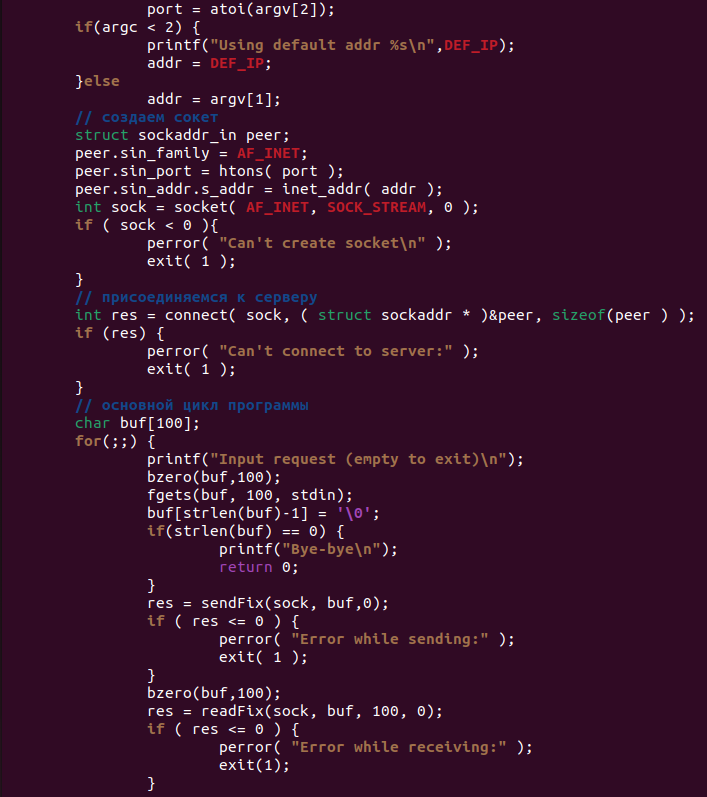 port = atoi(argv[2]);
if(argc < 2) {
printf("Using default addr %s\n",DEF_IP);
addr = DEF_IP;
}else
addr = argv[1];
// создаем сокет
struct sockaddr_in peer;
peer.sin_family = AF_INET;
peer.sin_port = htons( port );
peer.sin_addr.s_addr = inet_addr( addr );
int sock = socket( AF_INET, SOCK_STREAM, 0 );
if ( sock < 0 ){
perror( "Can't create socket\n" );
exit( 1 );
}
// присоединяемся к серверу
int res = connect( sock, ( struct sockaddr * )&peer, sizeof(peer ) );
if (res) {
perror( "Can't connect to server:" );
exit( 1 );
}
// основной цикл программы
char buf[100];
for(;;) {
printf("Input request (empty to exit)\n");
bzero(buf,100);
fgets(buf, 100, stdin);
buf[strlen(buf)-1] = '\0';
if(strlen(buf) == 0) {
printf("Bye-bye\n");
return 0;
}
res = sendFix(sock, buf,0);
if ( res <= 0 ) {
perror( "Error while sending:" );
exit( 1 );
}
bzero(buf,100);
res = readFix(sock, buf, 100, 0);
if ( res <= 0 ) {
perror( "Error while receiving:" );
exit(1);
}